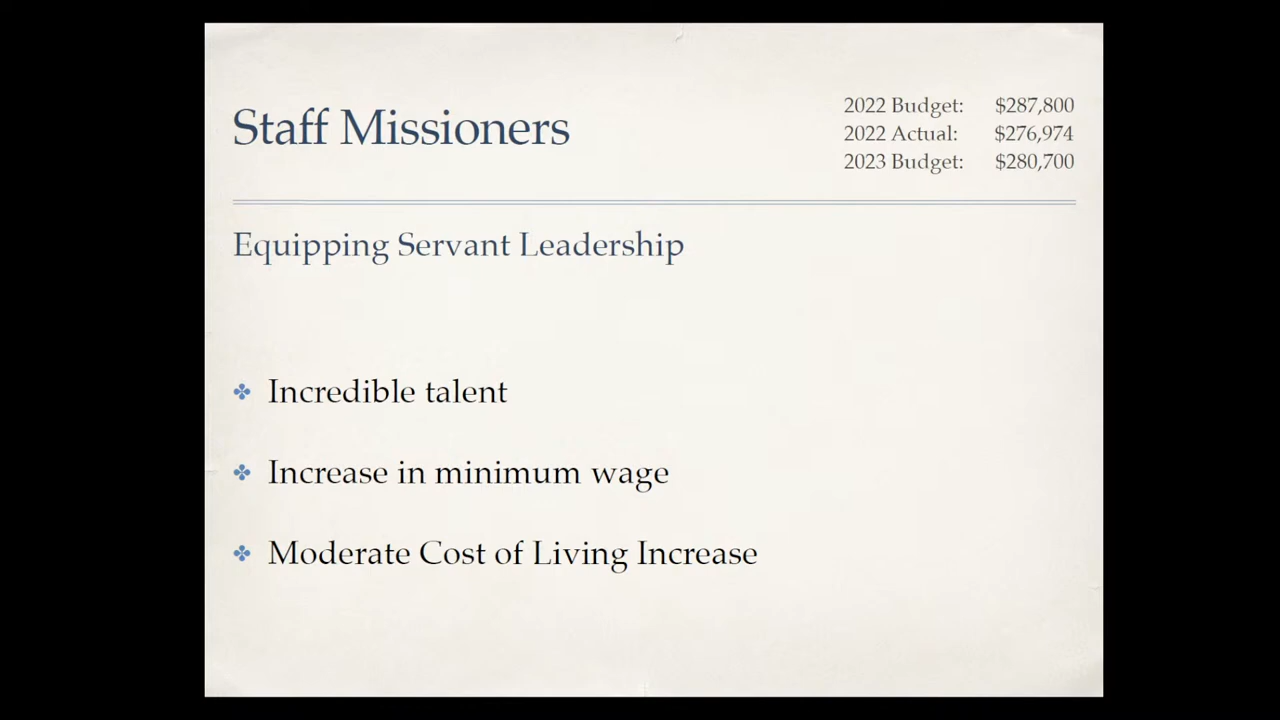 Staff Missioners
2022 Budget: $287,800
2022 Actual: $276,974
2023 Budget: $280,700
Equipping Servant Leadership
Incredible talent
Increase in minimum wage
Moderate Cost of Living Increase